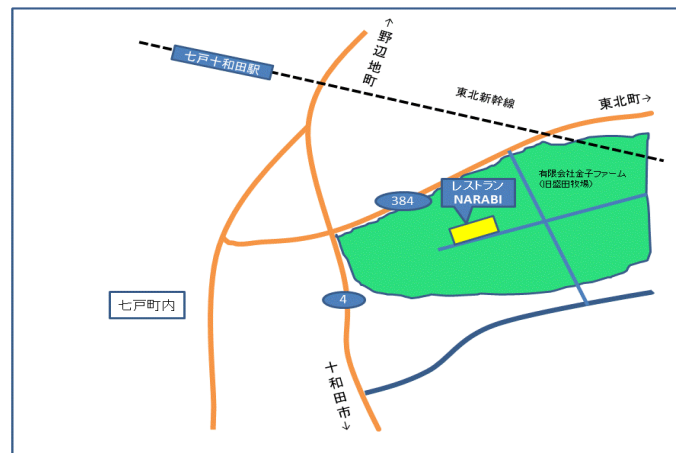 ↑野辺地町
七戸十和田駅
東北新幹線
東北町→
有限会社金子ファーム
(旧盛田牧場)
レストラン
NARABI
384
4
七戸町内
十和田市↓